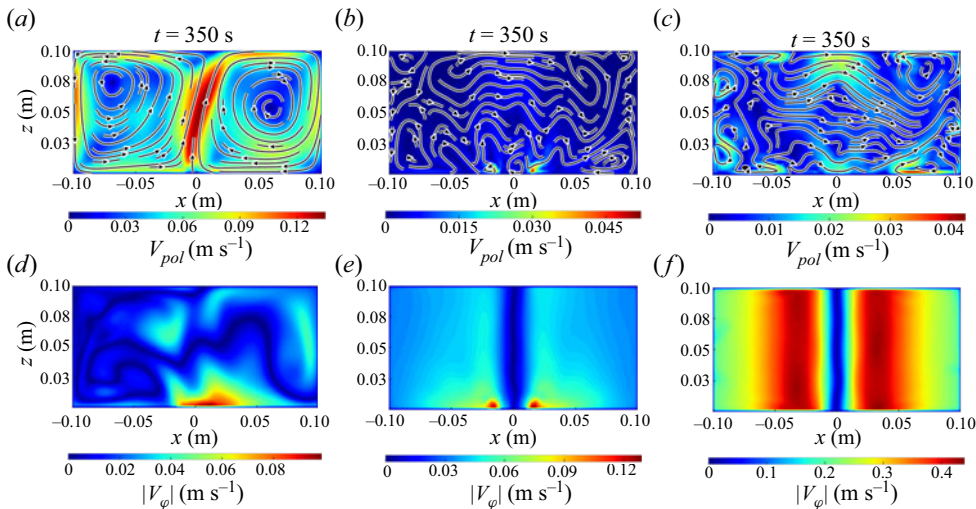 (a) (b) (c)
t = 350 s t = 350 s t = 350 s
0.10 0.10 0.10
0.08 0.08 0.08
z (m) 0.05 0.05 0.05
0.03 0.03 0.03
–0.10 –0.05 0 0.05 0.10 –0.10 –0.05 0 0.05 0.10 –0.10 –0.05 0 0.05 0.10
x (m) x (m) x (m)
0 0.03 0.06 0.09 0.12 0 0.015 0.030 0.045 0 0.01 0.02 0.03 0.04
V_pol (m s⁻¹) V_pol (m s⁻¹) V_pol (m s⁻¹)
(d) (e) (f)
0.10 0.10 0.10
0.08 0.08 0.08
z (m) 0.05 0.05 0.05
0.03 0.03 0.03
–0.10 –0.05 0 0.05 0.10 –0.10 –0.05 0 0.05 0.10 –0.10 –0.05 0 0.05 0.10
x (m) x (m) x (m)
0 0.02 0.04 0.06 0.08 0 0.03 0.06 0.09 0.12 0 0.1 0.2 0.3 0.4
|V_φ| (m s⁻¹) |V_φ| (m s⁻¹) |V_φ| (m s⁻¹)